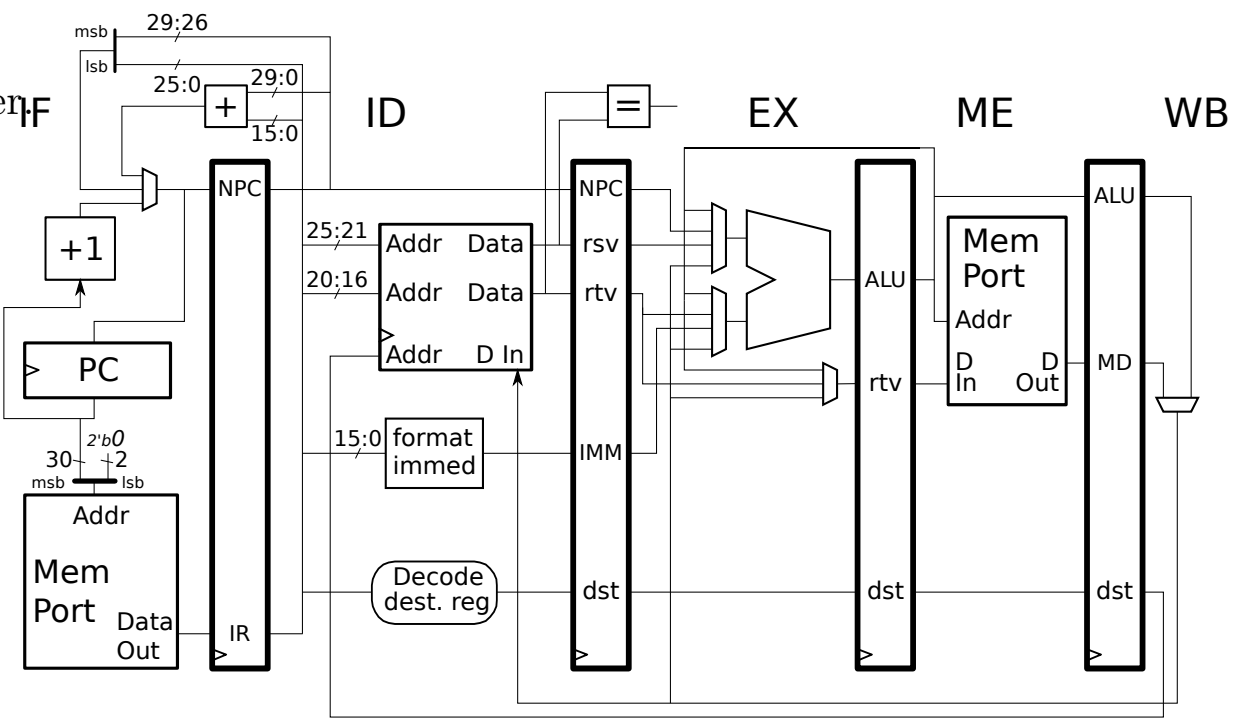 msb
29:26
lsb
25:0
29:0
15:0
er.
IF
ID
EX
ME
WB
+
=
NPC
NPC
ALU
+1
25:21
Addr
Data
rsv
Mem
Port
20:16
Addr
Data
rtv
ALU
Addr
Addr
D In
PC
rtv
D
In
D
Out
MD
2'b0
30
2
msb
lsb
15:0
format
immed
IMM
Addr
Mem
Port
Data
Out
IR
Decode
dest. reg
dst
dst
dst